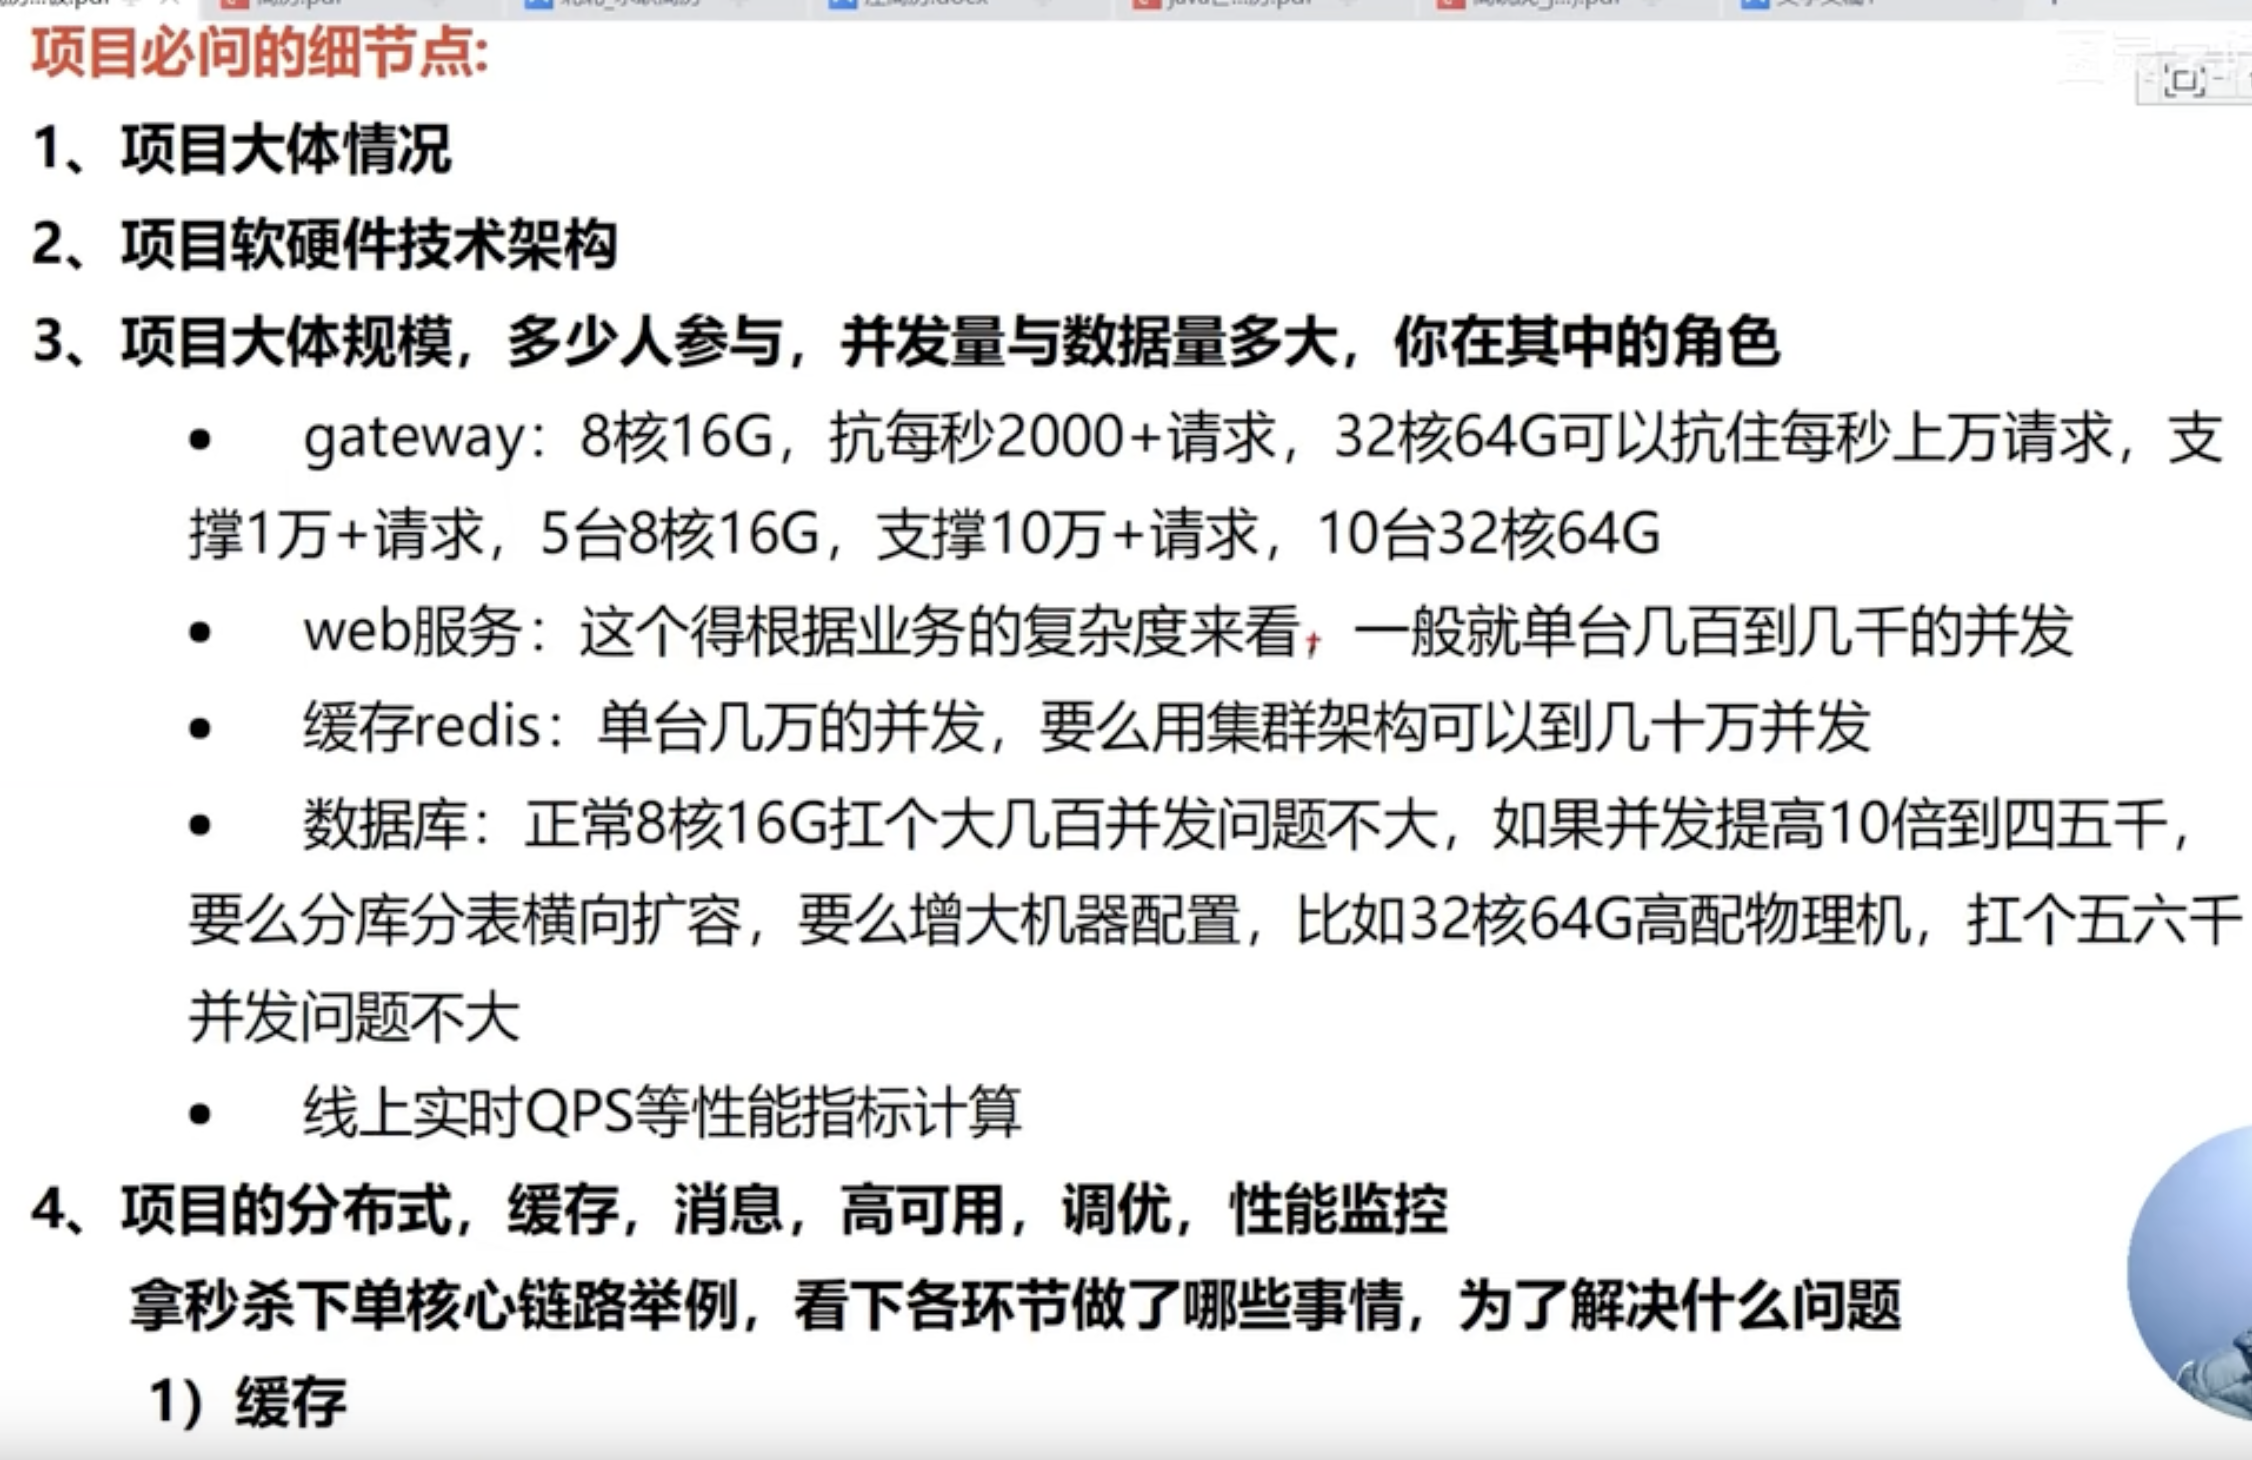 项目必问的细节点:
1、项目大体情况
2、项目软硬件技术架构
3、项目大体规模，多少人参与，并发量与数据量多大，你在其中的角色
• gateway：8核16G，抗每秒2000+请求，32核64G可以抗住每秒上万请求，支
撑1万+请求，5台8核16G，支撑10万+请求，10台32核64G
• web服务：这个得根据业务的复杂度来看，一般就单台几百到几千的并发
• 缓存redis：单台几万的并发，要么用集群架构可以到几十万并发
• 数据库：正常8核16G扛个大几百并发问题不大，如果并发提高10倍到四五千，
要么分库分表横向扩容，要么增大机器配置，比如32核64G高配物理机，扛个五六千
并发问题不大
• 线上实时QPS等性能指标计算
4、项目的分布式，缓存，消息，高可用，调优，性能监控
拿秒杀下单核心链路举例，看下各环节做了哪些事情，为了解决什么问题
1）缓存